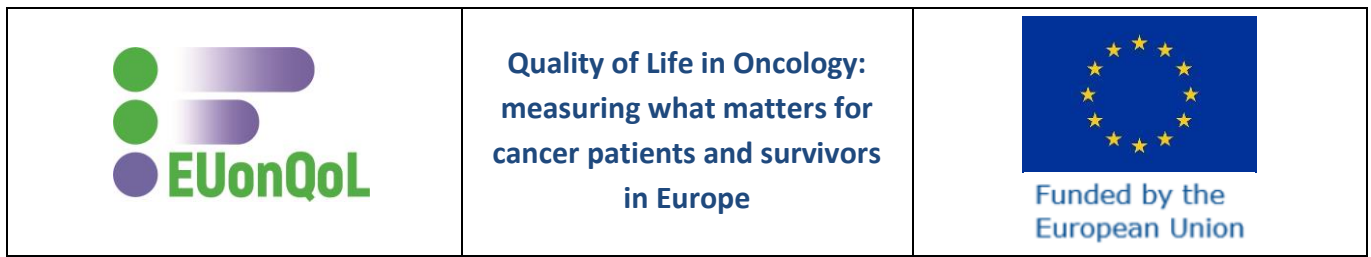 EUonQoL
Quality of Life in Oncology:
measuring what matters for
cancer patients and survivors
in Europe
Funded by the
European Union